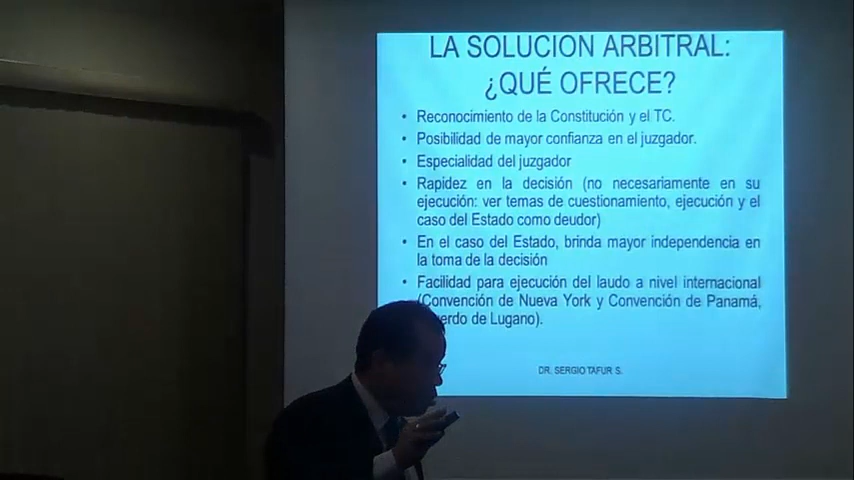 LA SOLUCION ARBITRAL:
¿QUÉ OFRECE?
• Reconocimiento de la Constitución y el TC.
• Posibilidad de mayor confianza en el juzgador.
• Especialidad del juzgador
• Rapidez en la decisión (no necesariamente en su
ejecución: ver temas de cuestionamiento, ejecución y el
caso del Estado como deudor)
• En el caso del Estado, brinda mayor independencia en
la toma de la decisión
• Facilidad para ejecución del laudo a nivel internacional
(Convención de Nueva York y Convención de Panamá,
de Lugano).
DR. SERGIO TAFUR S.